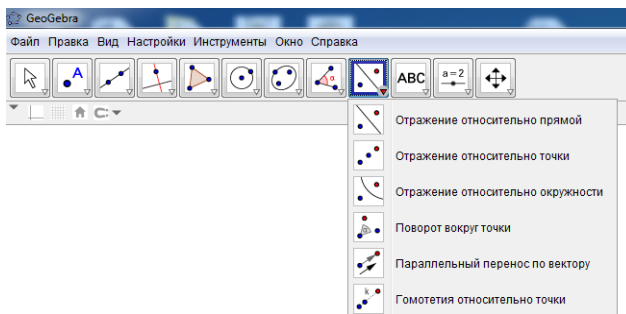 GeoGebra
Файл Правка Вид Настройки Инструменты Окно Справка
A α ABC a=2
Отражение относительно прямой
Отражение относительно точки
Отражение относительно окружности
α Поворот вокруг точки
Параллельный перенос по вектору
k Гомотетия относительно точки